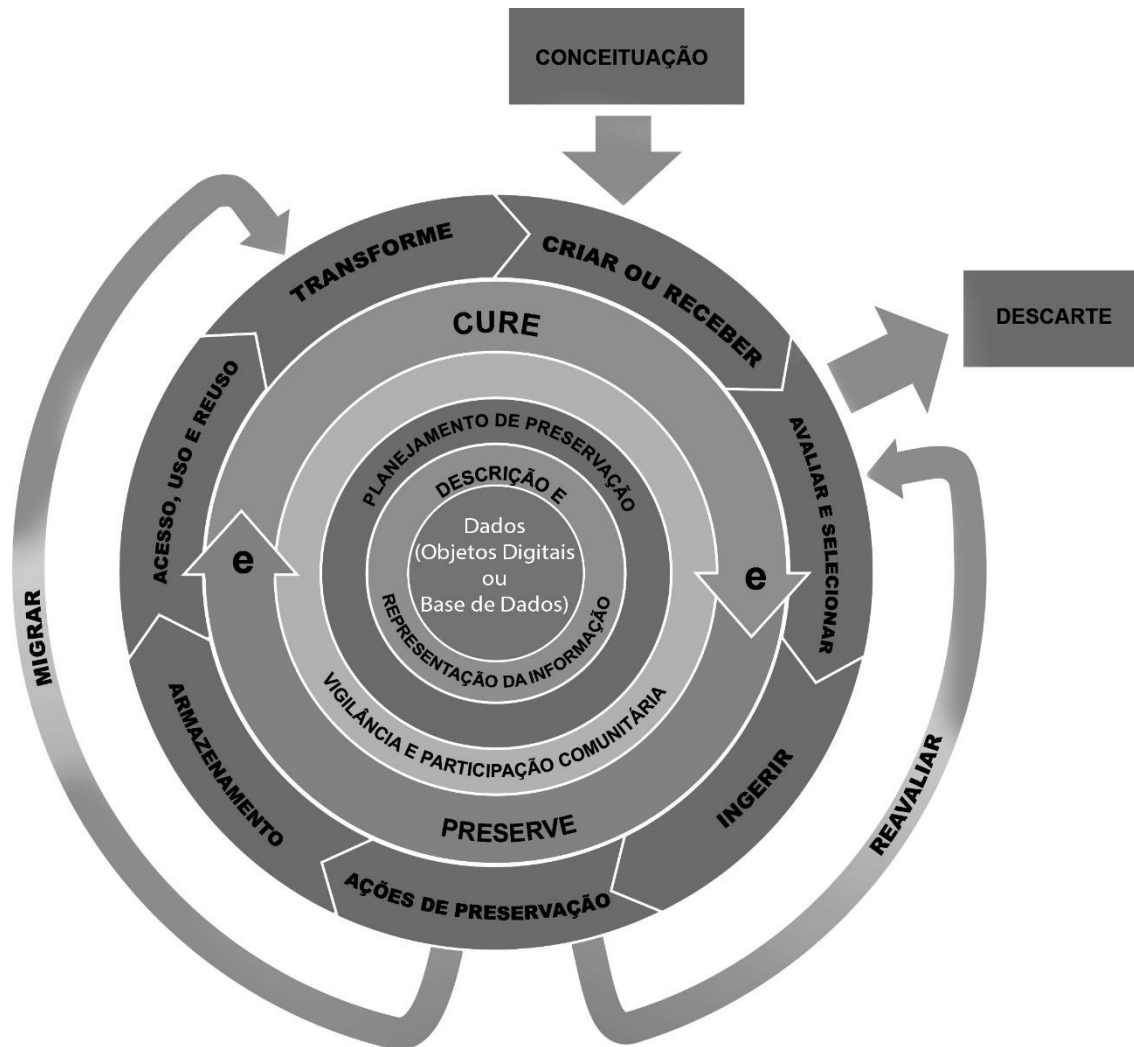 CONCEITUAÇÃO
DESCARTE
TRANSFORME
CRIAR OU RECEBER
AVALIAR E SELECIONAR
INGERIR
AÇÕES DE PRESERVAÇÃO
ARMAZENAMENTO
ACESSO, USO E REUSO
MIGRAR
REAVALIAR
CURE
e
PRESERVE
e
VIGILÂNCIA E PARTICIPAÇÃO COMUNITÁRIA
PLANEJAMENTO DE PRESERVAÇÃO
DESCRIÇÃO E
REPRESENTAÇÃO DA INFORMAÇÃO
Dados
(Objetos Digitais
ou
Base de Dados)